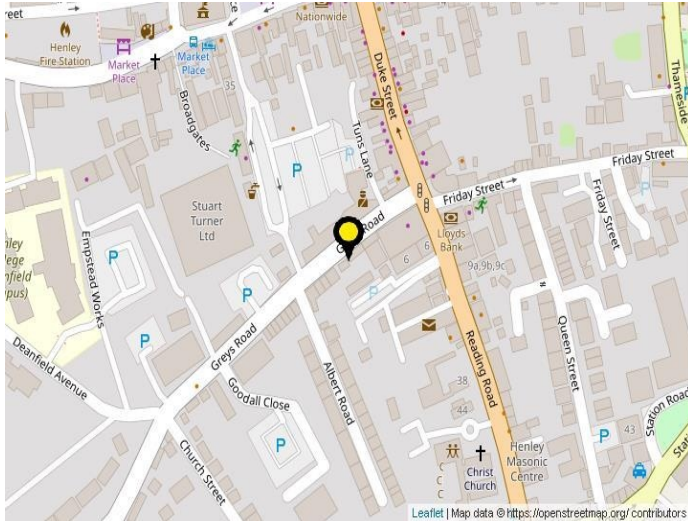 Henley
Fire Station
Market
Place
Market
Place
Nationwide
35
Broadgates
Duke Street
Tuns Lane
Thameside
Friday Street
Friday Street
Friday Street
Stuart
Turner
Ltd
P
P
P
Lloyds
Bank
6
6
9a,9b,9c
Empstead Works
P
P
P
P
Greys Road
Deanfield Avenue
Goodall Close
Albert Road
Reading Road
Queen Street
38
44
P
Church Street
Christ
Church
Henley
Masonic
Centre
C
C
C
Station Road
43
P
Leaflet | Map data © https://openstreetmap.org/ contributors